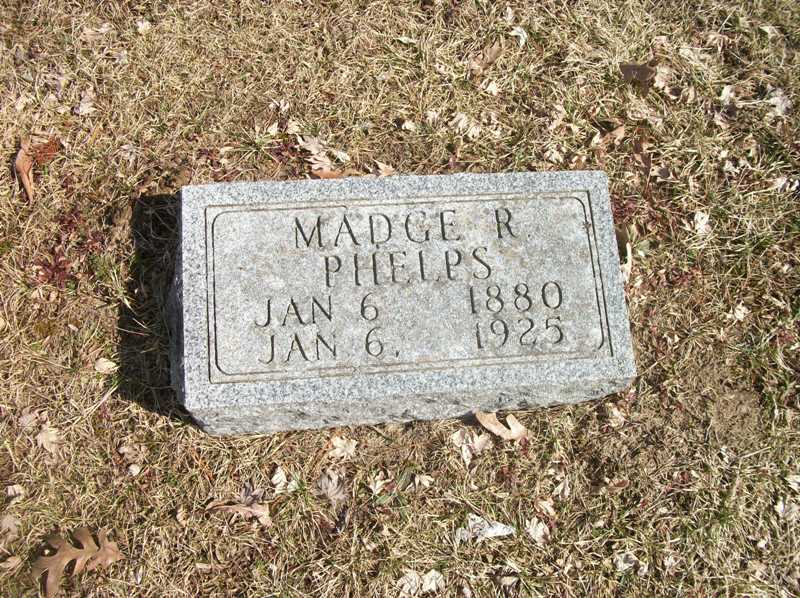 MADGE R.
PHELPS
JAN 6 1880
JAN 6, 1925